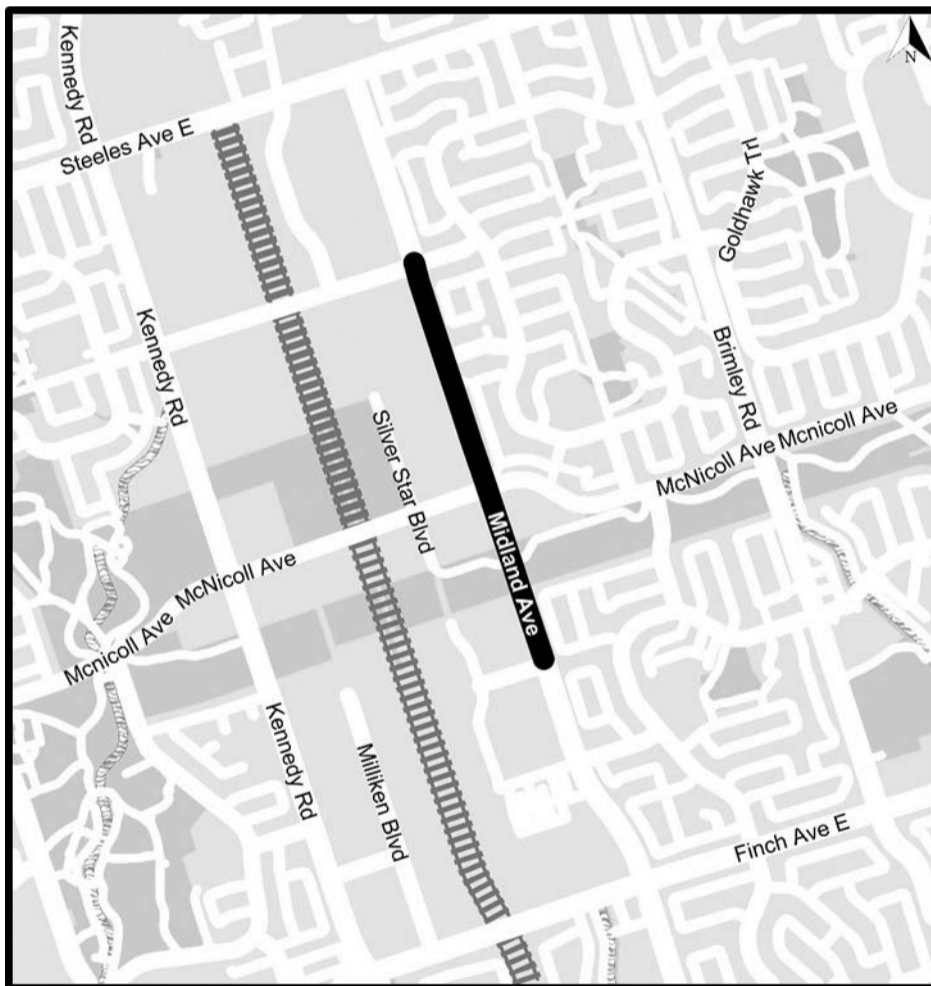 N
Kennedy Rd
Steeles Ave E
Goldhawk Trl
Kennedy Rd
Brimley Rd
Silver Star Blvd
McNicoll Ave
Mcnicoll Ave
Midland Ave
McNicoll Ave
Mcnicoll Ave
Kennedy Rd
Milliken Blvd
Finch Ave E